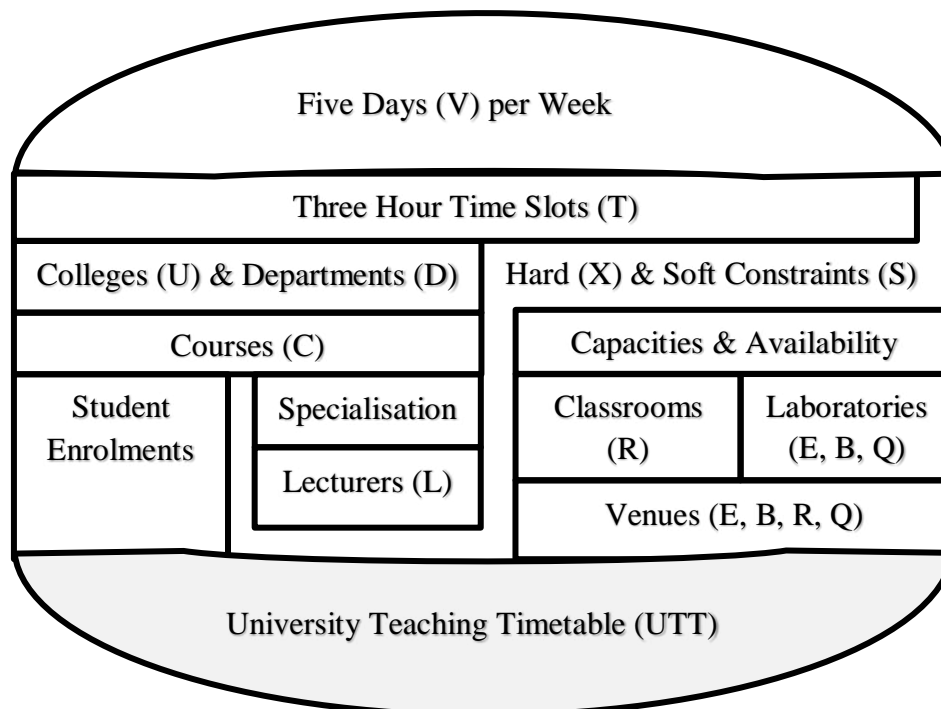 Five Days (V) per Week
Three Hour Time Slots (T)
Colleges (U) & Departments (D)
Hard (X) & Soft Constraints (S)
Courses (C)
Capacities & Availability
Student
Enrolments
Specialisation
Lecturers (L)
Classrooms
(R)
Laboratories
(E, B, Q)
Venues (E, B, R, Q)
University Teaching Timetable (UTT)